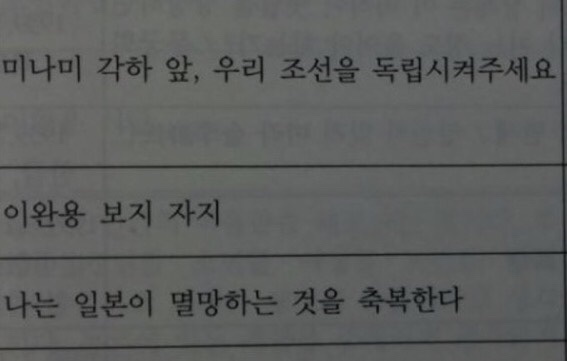 미나미 각하 앞, 우리 조선을 독립시켜주세요
이완용 보지 자지
나는 일본이 멸망하는 것을 축복한다